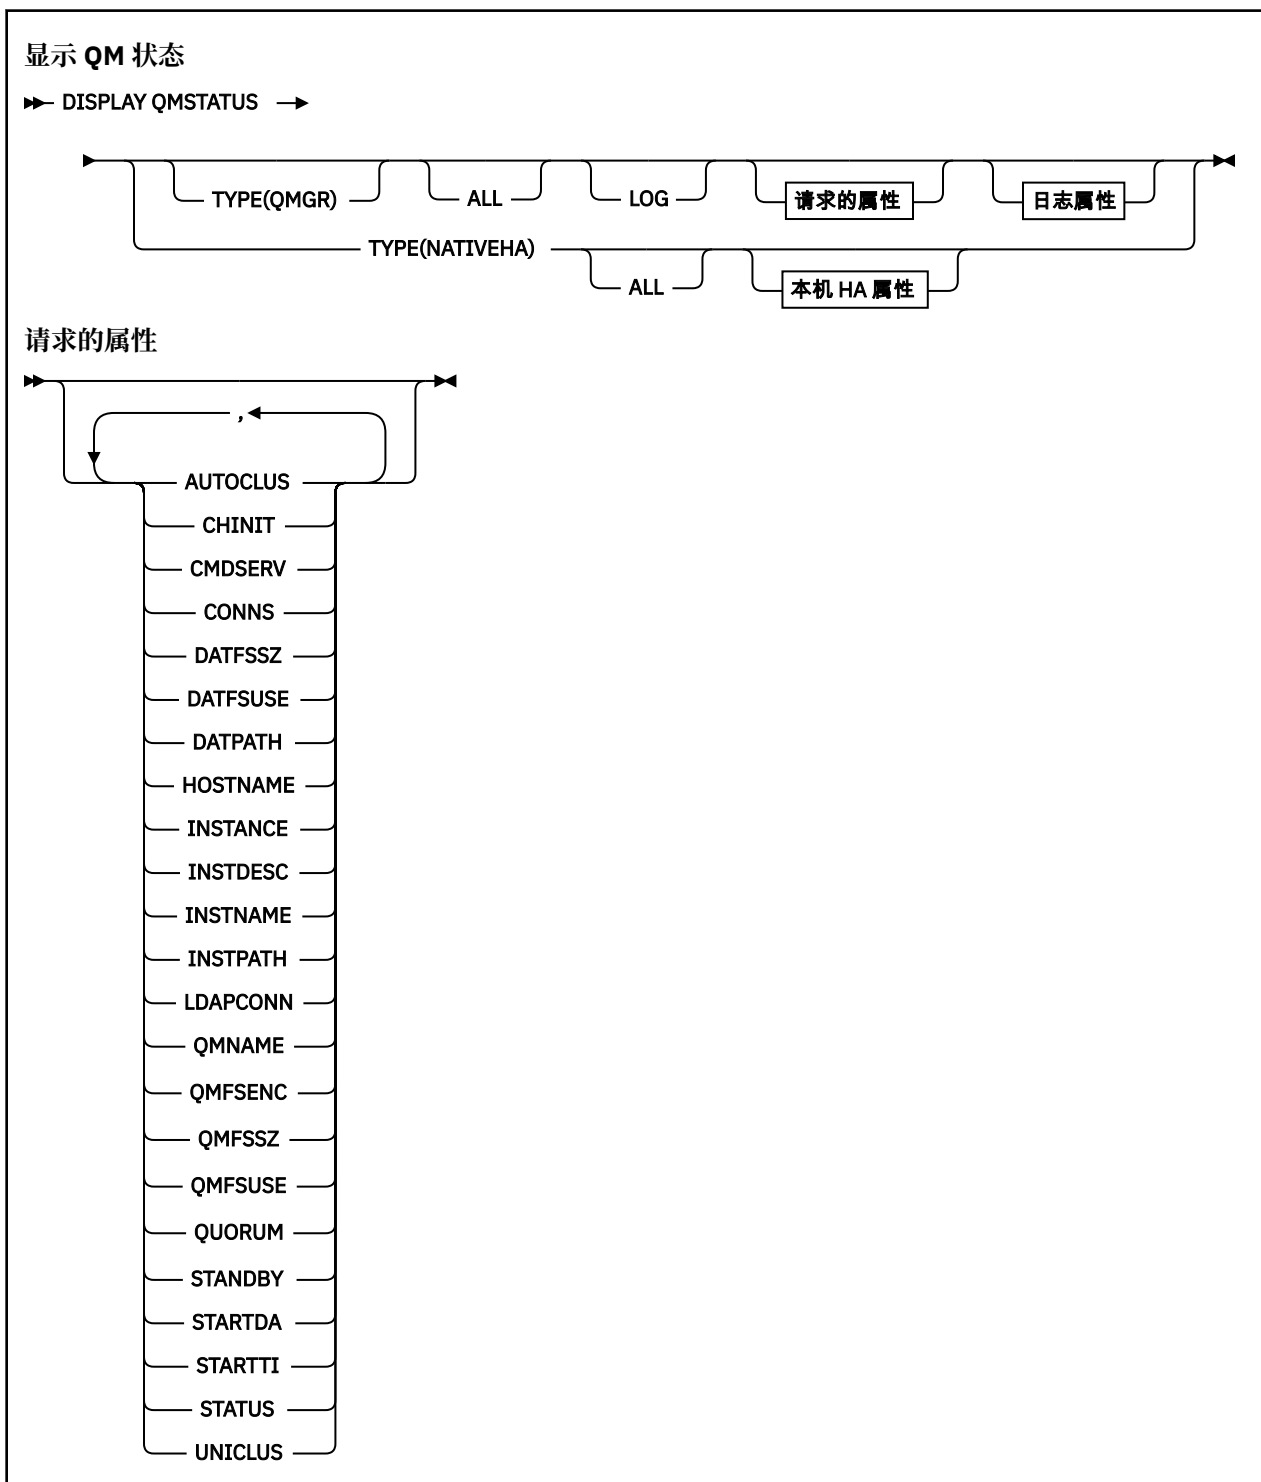 显示 QM 状态
DISPLAY QMSTATUS
TYPE(QMGR) ALL LOG 请求的属性 日志属性
TYPE(NATIVEHA)
ALL 本机 HA 属性
请求的属性
,
AUTOCLUS
CHINIT
CMDSERV
CONNS
DATFSSZ
DATFSUSE
DATPATH
HOSTNAME
INSTANCE
INSTDESC
INSTNAME
INSTPATH
LDAPCONN
QMNAME
QMFSENC
QMFSSZ
QMFSUSE
QUORUM
STANDBY
STARTDA
STARTTI
STATUS
UNICLUS